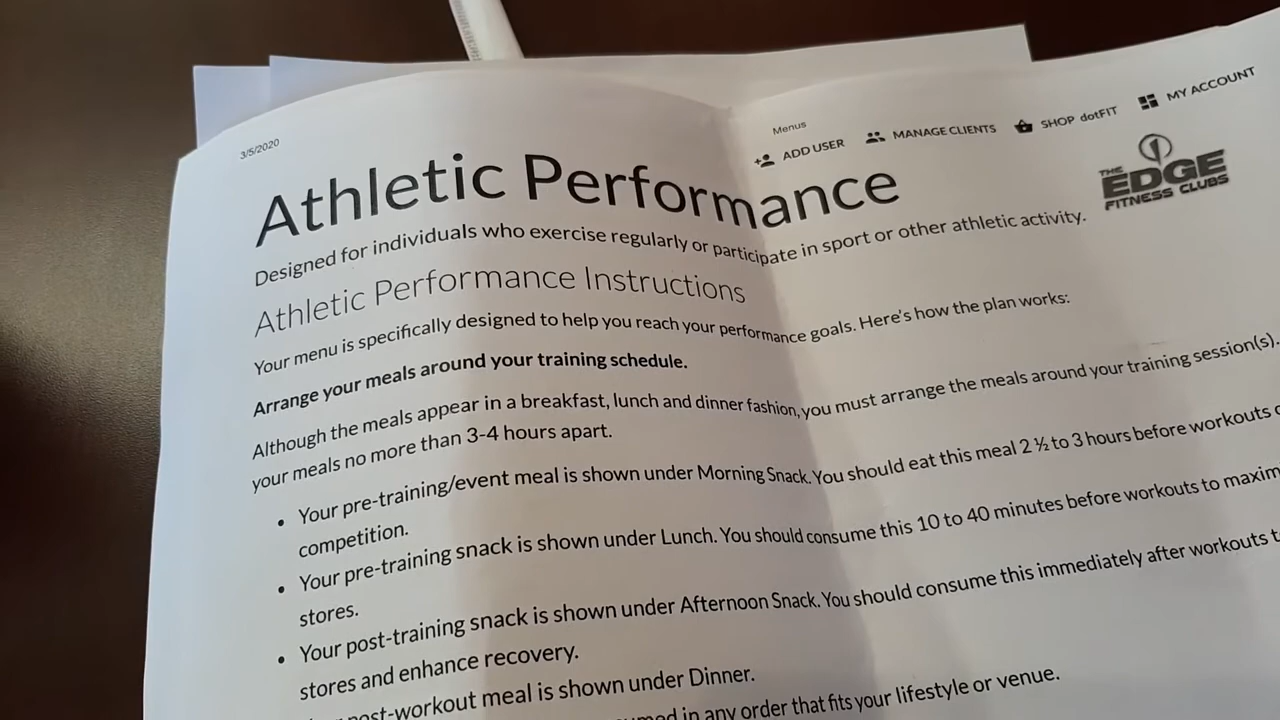 3/5/2020
Menus
ADD USER MANAGE CLIENTS SHOP dotFIT MY ACCOUNT
THE
EDGE
FITNESS CLUBS
Athletic Performance
Designed for individuals who exercise regularly or participate in sport or other athletic activity.
Athletic Performance Instructions
Your menu is specifically designed to help you reach your performance goals. Here's how the plan works:
Arrange your meals around your training schedule.
Although the meals appear in a breakfast, lunch and dinner fashion, you must arrange the meals around your training session(s).
your meals no more than 3-4 hours apart.
• Your pre-training/event meal is shown under Morning Snack. You should eat this meal 2 ½ to 3 hours before workouts
competition.
• Your pre-training snack is shown under Lunch. You should consume this 10 to 40 minutes before workouts to
stores.
• Your post-training snack is shown under Afternoon Snack. You should consume this immediately after workouts
stores and enhance recovery.
post-workout meal is shown under Dinner.
in any order that fits your lifestyle or venue.